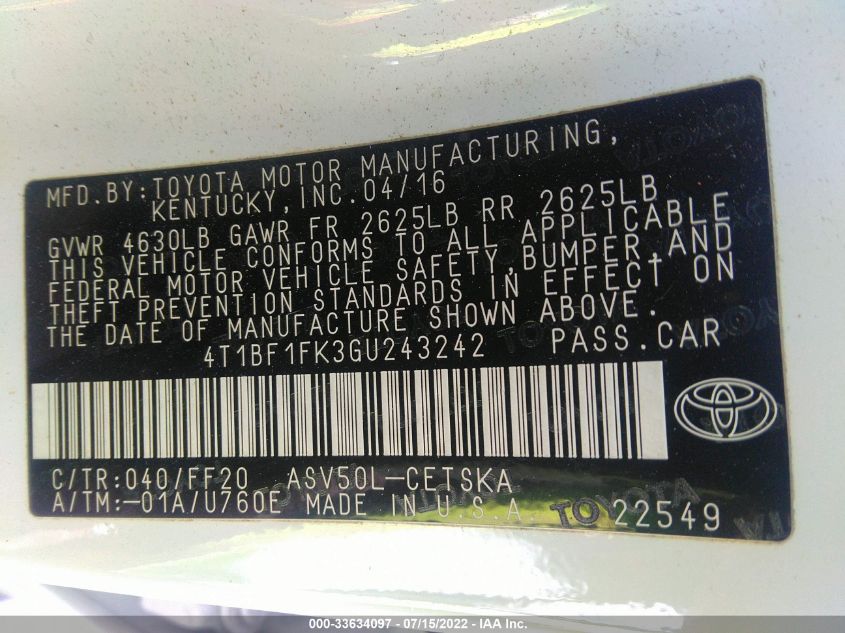 MFD.BY:TOYOTA MOTOR MANUFACTURING,
KENTUCKY, INC. 04/16
GVWR 4630LB GAWR FR 2625LB RR 2625LB
THIS VEHICLE CONFORMS TO ALL APPLICABLE
FEDERAL MOTOR VEHICLE SAFETY, BUMPER, AND
THEFT PREVENTION STANDARDS IN EFFECT ON
THE DATE OF MANUFACTURE SHOWN ABOVE.
4T1BF1FK3GU243242 PASS.CAR
C/TR:040/FF20 ASV50L-CETSKA
A/TM:-01A/U760E MADE IN U.S.A TOYOTA 22549
000-33634097 - 07/15/2022 - IAA Inc.